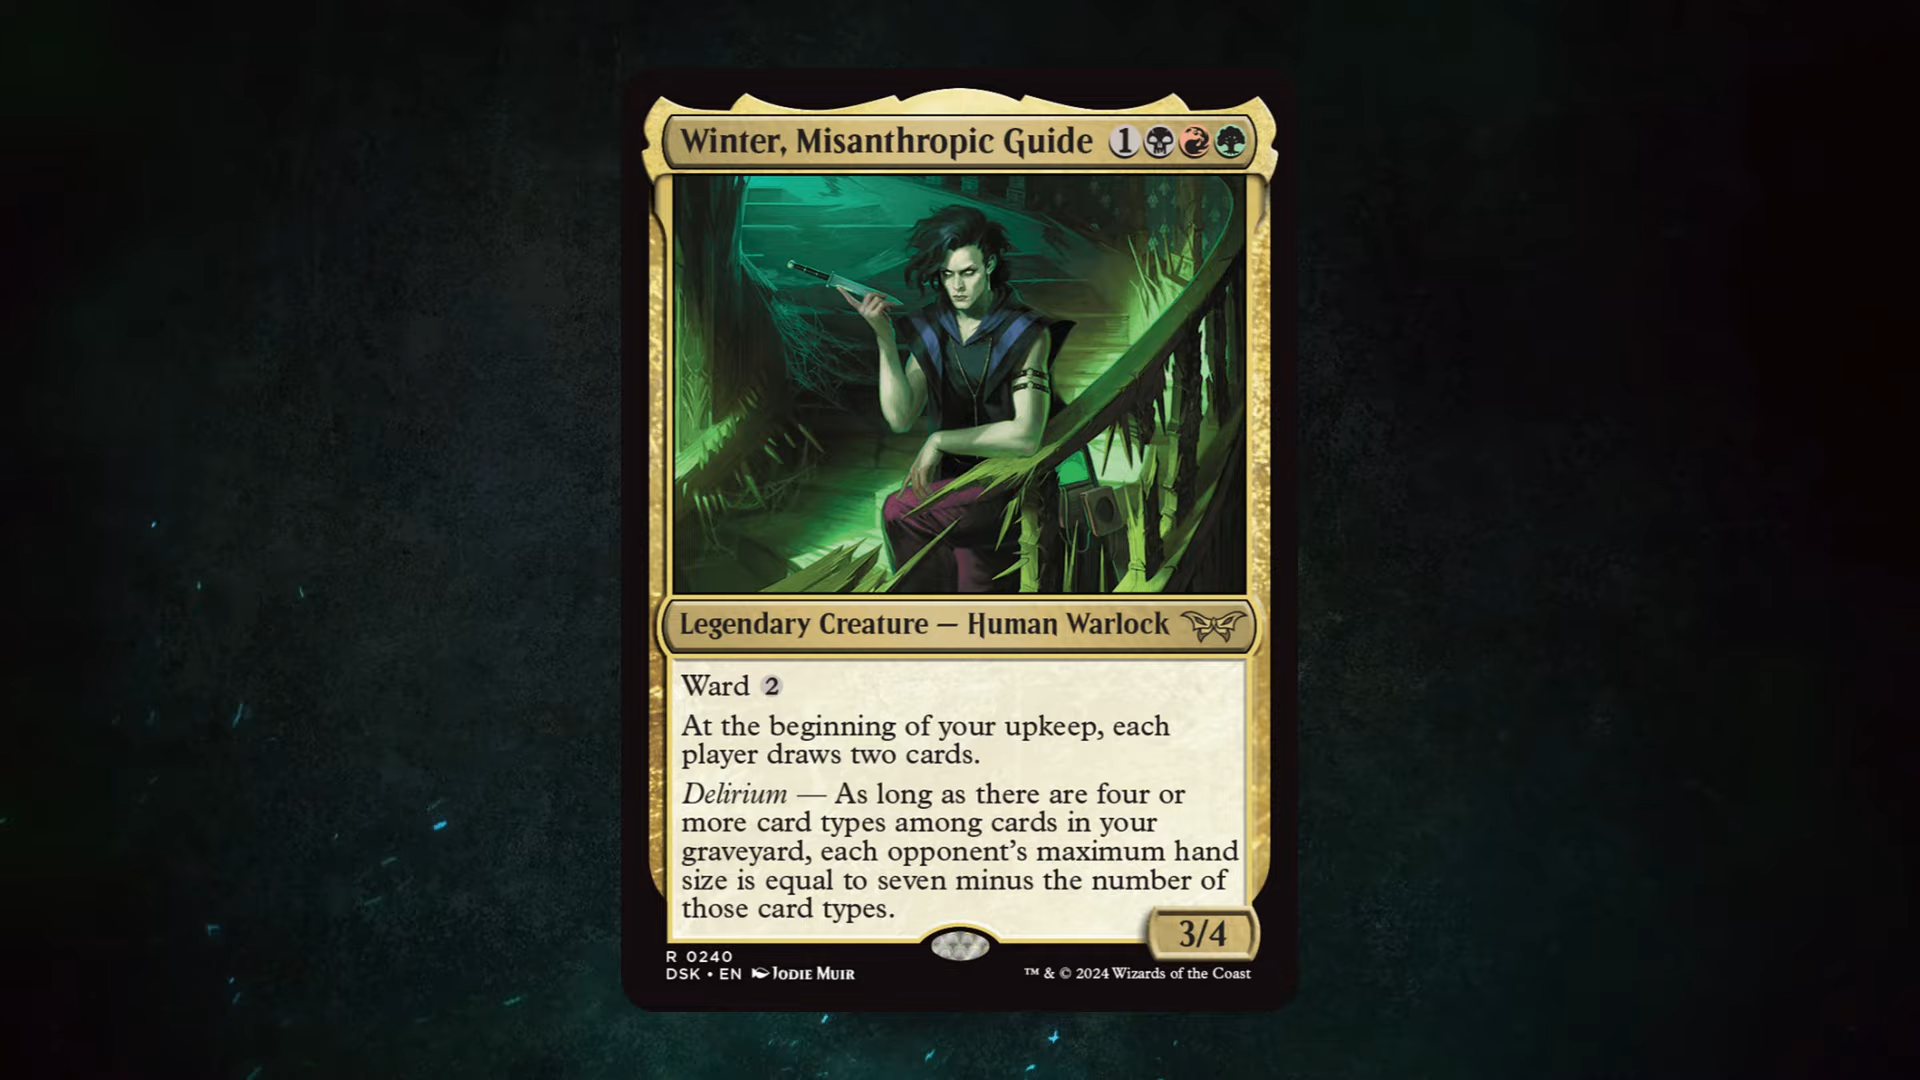 Winter, Misanthropic Guide 1
Legendary Creature — Human Warlock
Ward 2
At the beginning of your upkeep, each
player draws two cards.
Delirium — As long as there are four or
more card types among cards in your
graveyard, each opponent’s maximum hand
size is equal to seven minus the number of
those card types.
3/4
R 0240
DSK • EN Jodie Muir
™ & © 2024 Wizards of the Coast